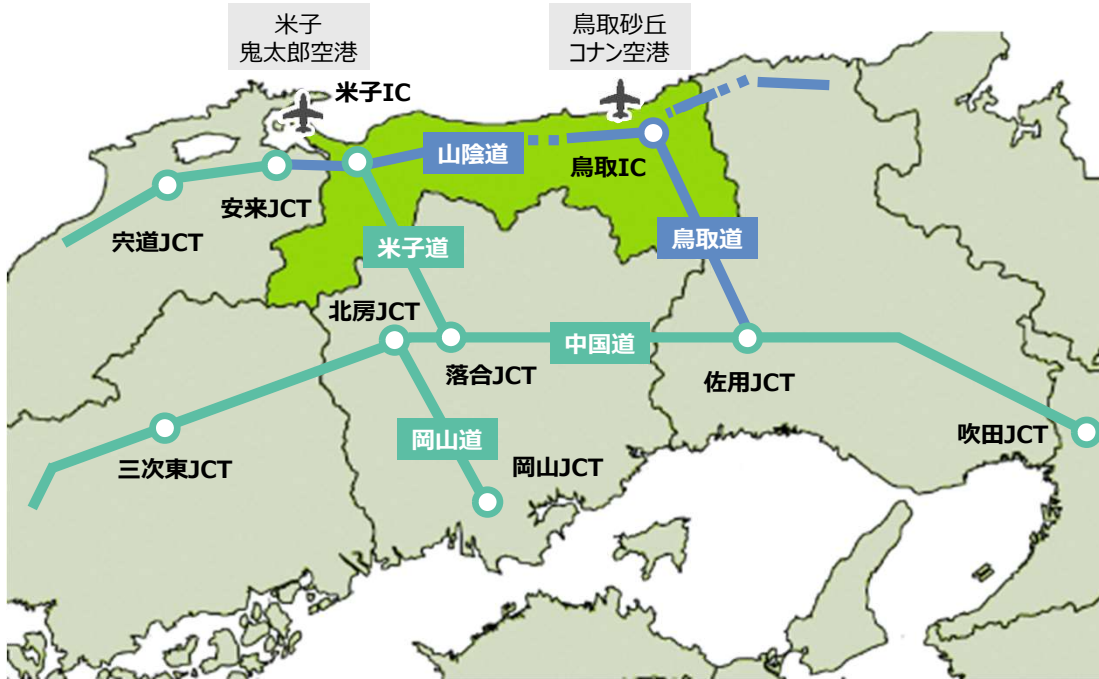 米子
鬼太郎空港
鳥取砂丘
コナン空港
米子IC
山陰道
鳥取IC
安来JCT
穴道JCT
米子道
鳥取道
北房JCT
中国道
落合JCT
佐用JCT
岡山道
吹田JCT
三次東JCT
岡山JCT